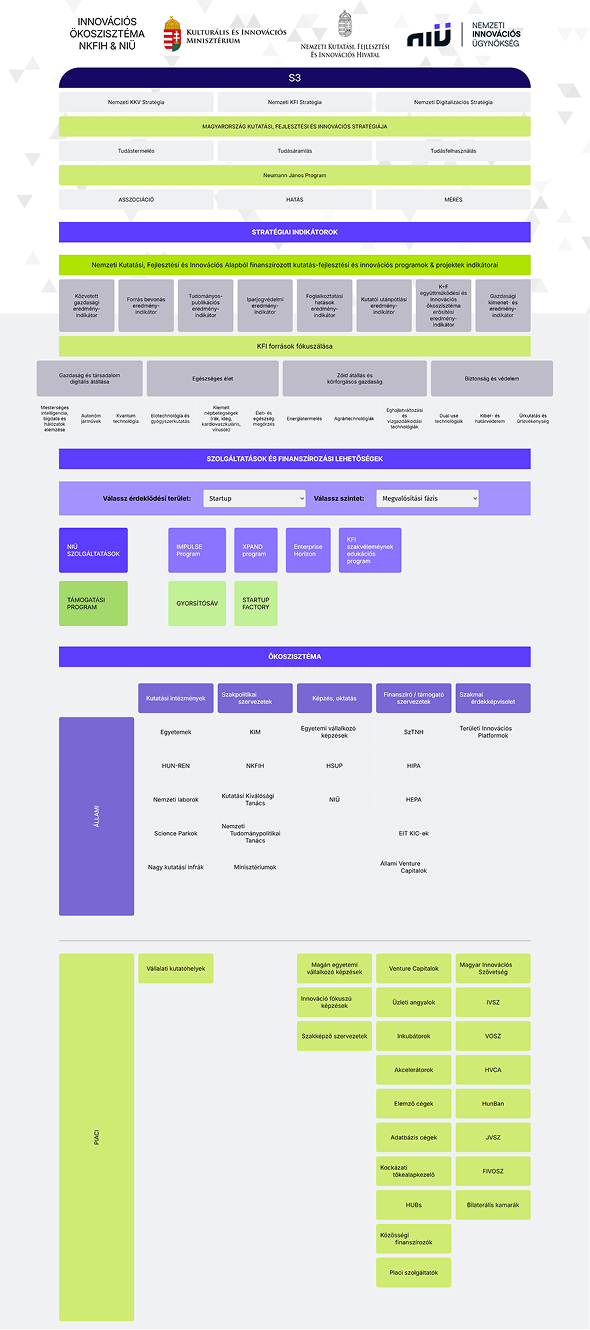 INNOVÁCIÓS
ÖKOSZISZTÉMA
NKFIH & NIÜ
KULTURÁLIS ÉS INNOVÁCIÓS
MINISZTÉRIUM
NEMZETI KUTATÁSI, FEJLESZTÉSI
ÉS INNOVÁCIÓS HIVATAL
NIÜ
NEMZETI
INNOVÁCIÓS
ÜGYNÖKSÉG
S3
Nemzeti KKV Stratégia
Nemzeti KFI Stratégia
Nemzeti Digitalizációs Stratégia
MAGYARORSZÁG KUTATÁSI, FEJLESZTÉSI ÉS INNOVÁCIÓS STRATÉGIÁJA
Tudástermelés
Tudásáramlás
Tudásfelhasználás
Neumann János Program
ASSZOCIÁCIÓ
HATÁS
MÉRÉS
STRATÉGIAI INDIKÁTOROK
Nemzeti Kutatási, Fejlesztési és Innovációs Alapból finanszírozott kutatás-fejlesztési és innovációs programok & projektek indikátorai
Közvetett
gazdasági
eredmény-
indikátor
Forrás bevonás
eredmény-
indikátor
Tudományos-
publikációs
eredmény-
indikátor
Iparjogvédelmi
eredmény-
indikátor
Foglalkoztatási
hatások
eredmény-
indikátor
Kutatói utánpótlási
eredmény-
indikátor
K+F
együttműködési és
innovációs
ökoszisztéma
erősítési
eredmény-
indikátor
Gazdasági
kimenet- és
eredmény-
indikátor
KFI források fókuszálása
Gazdaság és társadalom
digitális átállása
Egészséges élet
Zöld átállás és
körforgásos gazdaság
Biztonság és védelem
Mesterséges
intelligencia,
bigdata és
hálózatok
elemzése
Autonóm
járművek
Kvantum
technológia
Biotechnológia és
gyógyszerkutatás
Kiemelt
népbetegségek
(rák, ideg,
kardiovaszkuláris,
vírusok)
Élet- és
egészség
megőrzés
Energiatermelés
Agrártechnológiák
Éghajlatváltozási
és
vízgazdálkodási
technológiák
Dual use
technológiák
Kiber- és
határvédelem
Űrkutatás és
űrtevékenység
SZOLGÁLTATÁSOK ÉS FINANSZÍROZÁSI LEHETŐSÉGEK
Válassz érdeklődési terület:
Startup
Válassz szintet:
Megvalósítási fázis
NIÜ
SZOLGÁLTATÁSOK
IMPULSE
Program
XPAND
program
Enterprise
Horizon
KFI
szakvéleménynek
edukációs
program
TÁMOGATÁSI
PROGRAM
GYORSÍTÓSÁV
STARTUP
FACTORY
ÖKOSZISZTÉMA
Kutatási intézmények
Szakpolitikai
szervezetek
Képzés, oktatás
Finanszíró / támogató
szervezetek
Szakmai
érdekképviselet
ÁLLAMI
Egyetemek
KIM
Egyetemi vállalkozó
képzések
SzTNH
Területi Innovációs
Platformok
HUN-REN
NKFIH
HSUP
HIPA
Nemzeti laborok
Kutatási Kiválósági
Tanács
NIÜ
HEPA
Science Parkok
Nemzeti
Tudománypolitikai
Tanács
EIT KIC-ek
Nagy kutatási infrák
Minisztériumok
Állami Venture
Capitalok
PIACI
Vállalati kutatóhelyek
Magán egyetemi
vállalkozó képzések
Venture Capitalok
Magyar Innovációs
Szövetség
Innováció fókuszú
képzések
Üzleti angyalok
IVSZ
Szakképző szervezetek
Inkubátorok
VOSZ
Akcelerátorok
HVCA
Elemző cégek
HunBan
Adatbázis cégek
JVSZ
Kockázati
tőkealapkezelő
FIVOSZ
HUBs
Bilaterális kamarák
Közösségi
finanszírozók
Piaci szolgáltatók